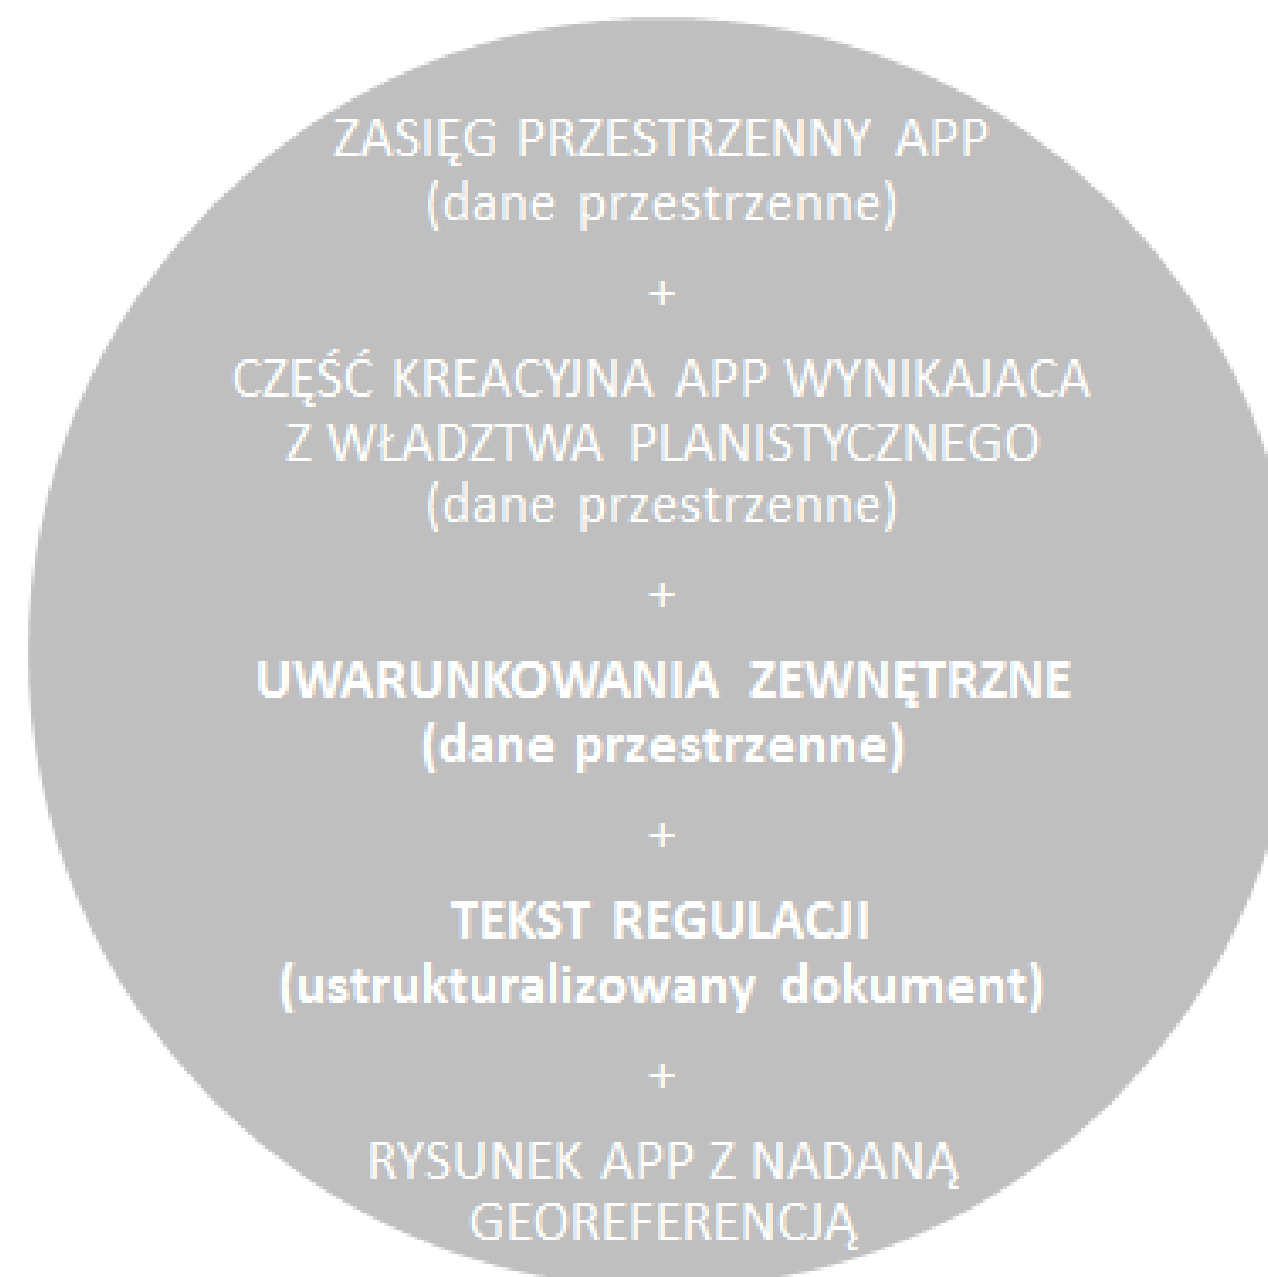 ZASIĘG PRZESTRZENNY APP
(dane przestrzenne)
+
CZĘŚĆ KREACYJNA APP WYNIKAJACA
Z WŁADZTWA PLANISTYCZNEGO
(dane przestrzenne)
+
UWARUNKOWANIA ZEWNĘTRZNE
(dane przestrzenne)
+
TEKST REGULACJI
(ustrukturalizowany dokument)
+
RYSUNEK APP Z NADANĄ
GEOREFERENCJĄ